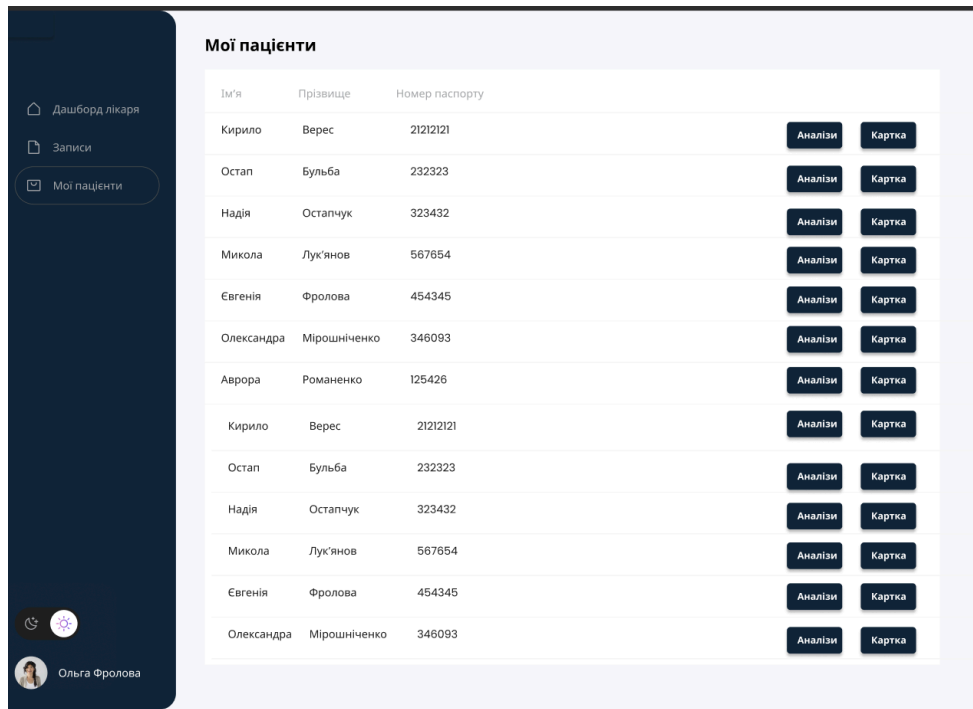 Мої пацієнти
Ім'я Прізвище Номер паспорту
Дашборд лікаря
Записи
Мої пацієнти
Кирило Верес 21212121 Аналізи Картка
Остап Бульба 232323 Аналізи Картка
Надія Остапчук 323432 Аналізи Картка
Микола Лук'янов 567654 Аналізи Картка
Євгенія Фролова 454345 Аналізи Картка
Олександра Мірошніченко 346093 Аналізи Картка
Аврора Романенко 125426 Аналізи Картка
Кирило Верес 21212121 Аналізи Картка
Остап Бульба 232323 Аналізи Картка
Надія Остапчук 323432 Аналізи Картка
Микола Лук'янов 567654 Аналізи Картка
Євгенія Фролова 454345 Аналізи Картка
Олександра Мірошніченко 346093 Аналізи Картка
Ольга Фролова